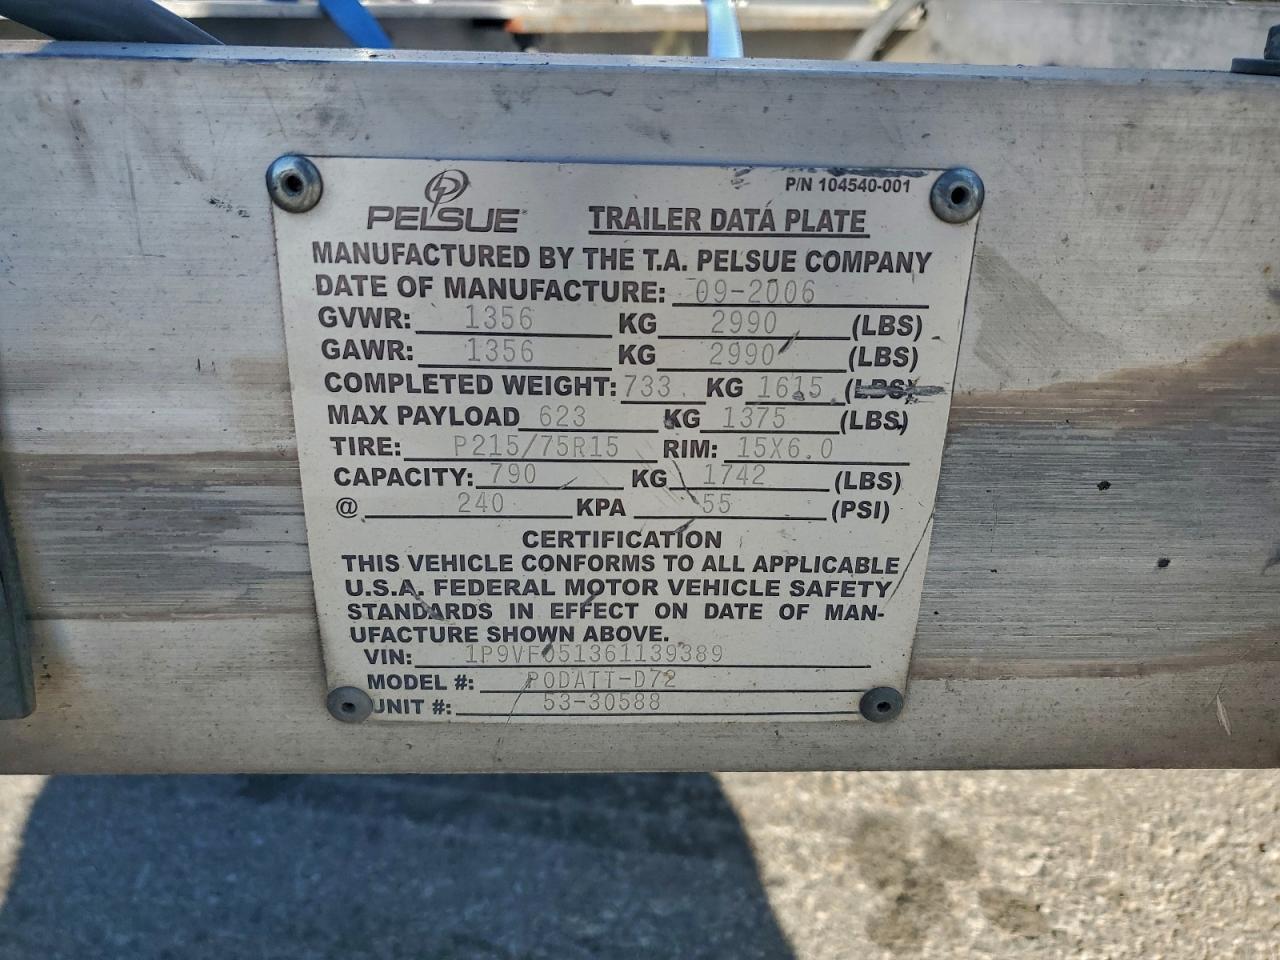 P/N 104540-001
PELSUE TRAILER DATA PLATE
MANUFACTURED BY THE T.A. PELSUE COMPANY
DATE OF MANUFACTURE: 09-2006
GVWR: 1356 KG 2990 (LBS)
GAWR: 1356 KG 2990 (LBS)
COMPLETED WEIGHT: 733 KG 1615 (LBS)
MAX PAYLOAD 623 KG 1375 (LBS)
TIRE: P215/75R15 RIM: 15X6.0
CAPACITY: 790 KG 1742 (LBS)
@ 240 KPA 55 (PSI)
CERTIFICATION
THIS VEHICLE CONFORMS TO ALL APPLICABLE
U.S.A. FEDERAL MOTOR VEHICLE SAFETY
STANDARDS IN EFFECT ON DATE OF MAN-
UFACTURE SHOWN ABOVE.
VIN: 1P9VF051361139389
MODEL #: PODATT-D72
UNIT #: 53-30588